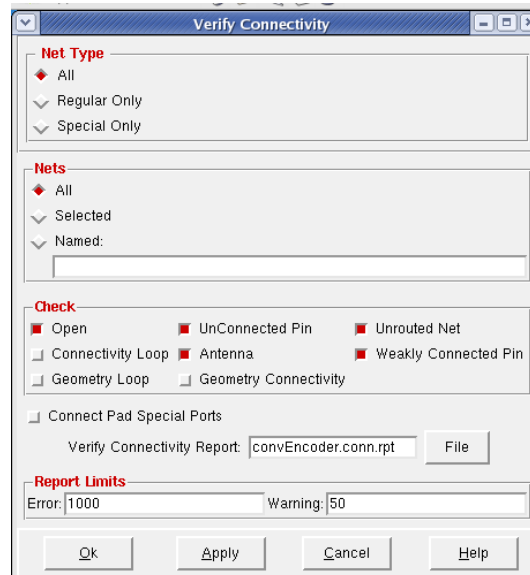 Verify Connectivity
Net Type
All
Regular Only
Special Only
Nets
All
Selected
Named:
Check
Open UnConnected Pin Unrouted Net
Connectivity Loop Antenna Weakly Connected Pin
Geometry Loop Geometry Connectivity
Connect Pad Special Ports
Verify Connectivity Report: convEncoder.conn.rpt File
Report Limits
Error: 1000 Warning: 50
Ok Apply Cancel Help